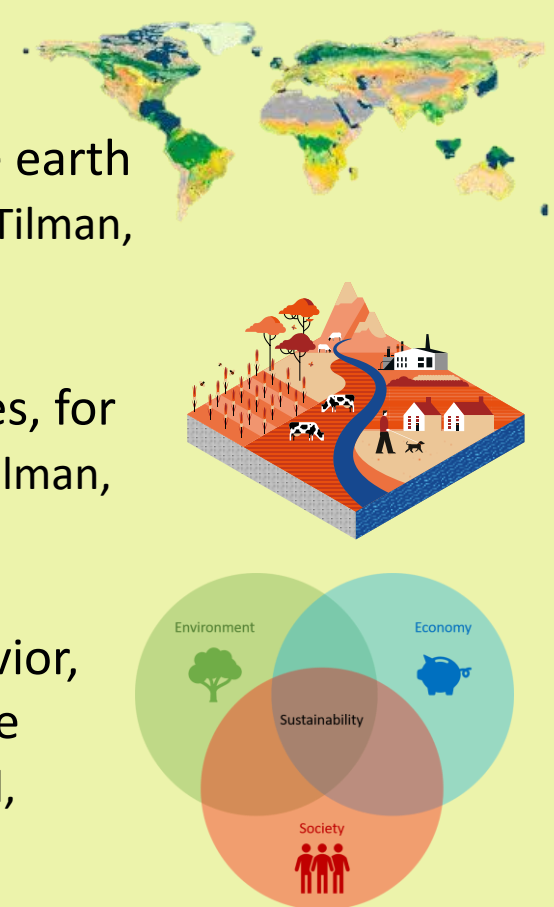 earth
Tilman,
es, for
lman,
vior,
e
l,
Environment
Economy
Sustainability
Society